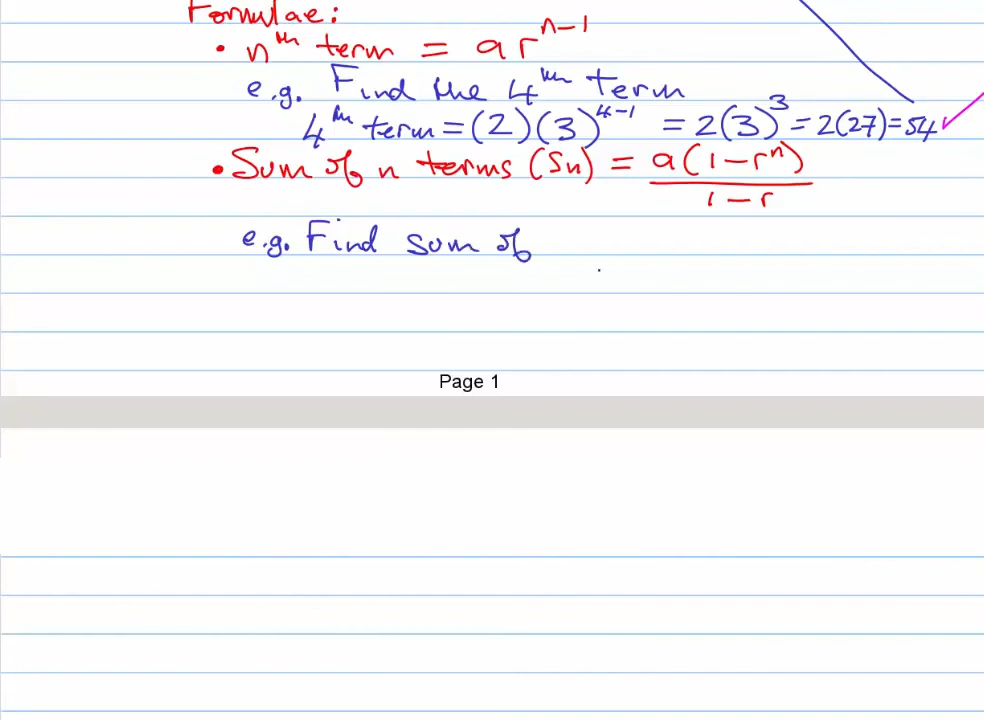 Formulae:
• nth term = ar^(n-1)
e.g. Find the 4th term
4th term = (2)(3)^(4-1) = 2(3)^3 = 2(27) = 54 ✓
• Sum of n terms (Sn) = a(1-r^n) / 1-r
e.g. Find sum of
Page 1